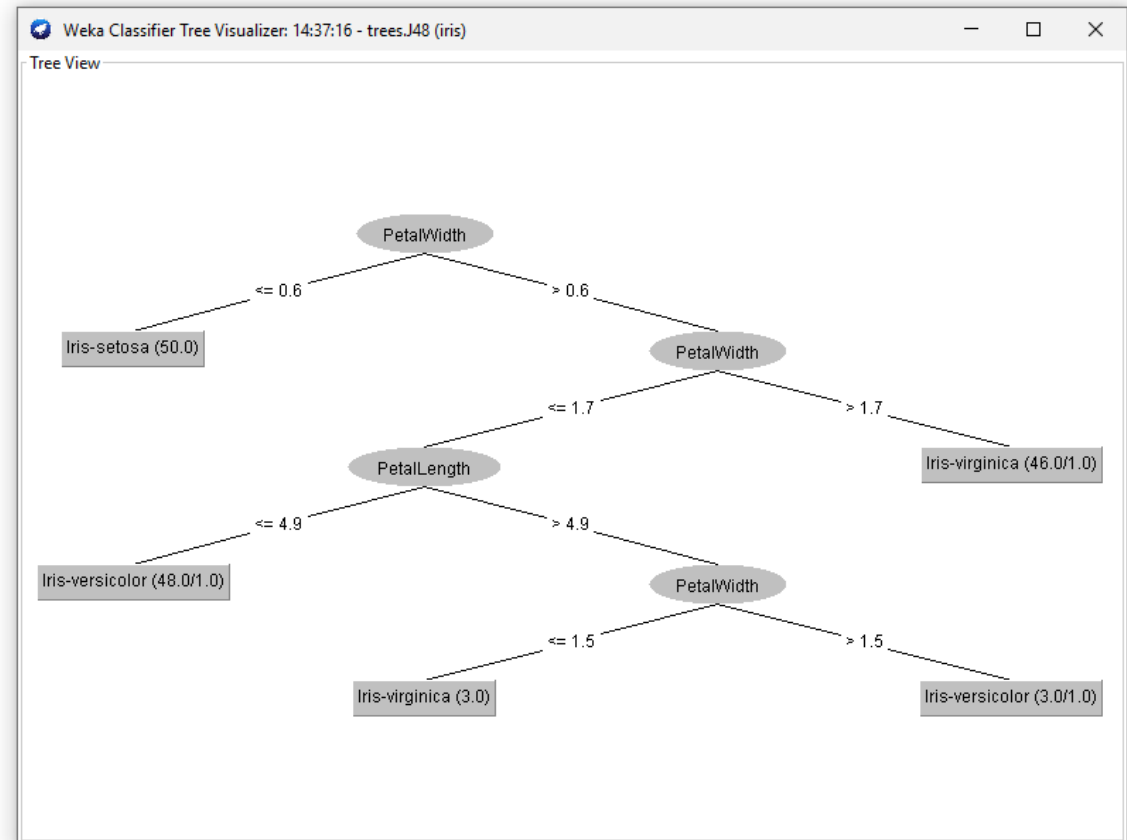 Weka Classifier Tree Visualizer: 14:37:16 - trees.J48 (iris)
Tree View
PetalWidth
<= 0.6
> 0.6
Iris-setosa (50.0)
PetalWidth
<= 1.7
> 1.7
PetalLength
Iris-virginica (46.0/1.0)
<= 4.9
> 4.9
Iris-versicolor (48.0/1.0)
PetalWidth
<= 1.5
> 1.5
Iris-virginica (3.0)
Iris-versicolor (3.0/1.0)